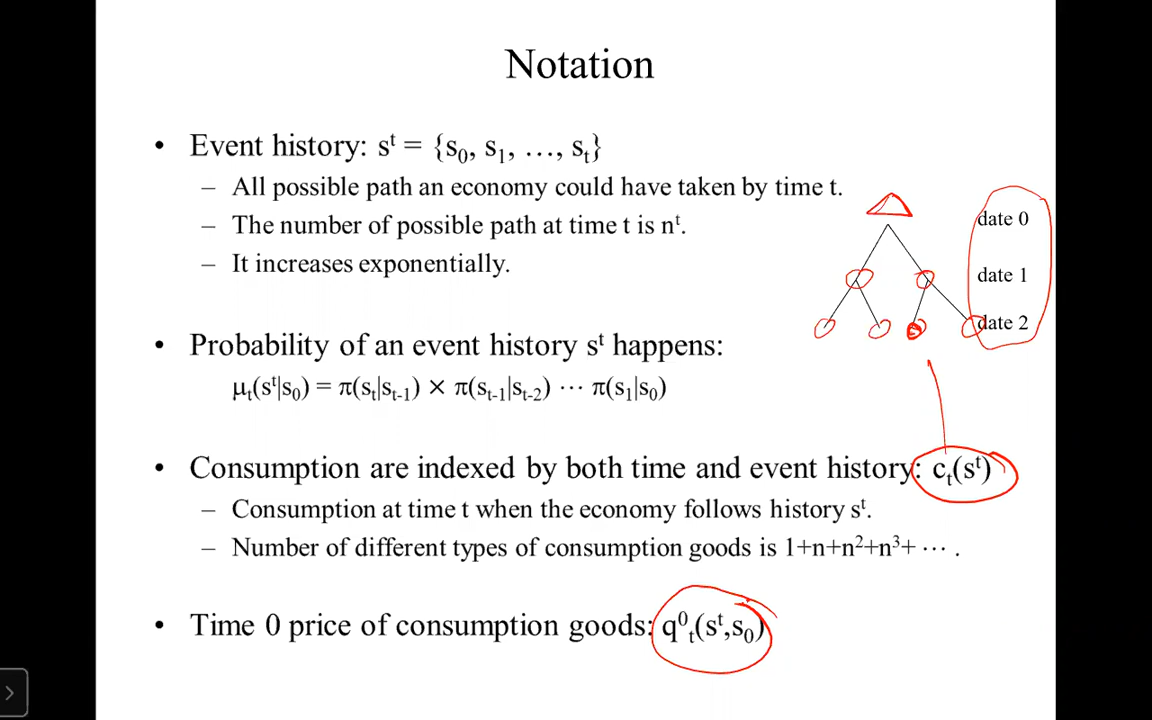 Notation
• Event history: sᵗ = {s₀, s₁, …, sₜ}
– All possible path an economy could have taken by time t.
– The number of possible path at time t is nᵗ.
– It increases exponentially.
date 0
date 1
date 2
• Probability of an event history sᵗ happens:
μₜ(sᵗ|s₀) = π(sₜ|sₜ₋₁) × π(sₜ₋₁|sₜ₋₂) ··· π(s₁|s₀)
• Consumption are indexed by both time and event history: cₜ(sᵗ)
– Consumption at time t when the economy follows history sᵗ.
– Number of different types of consumption goods is 1+n+n²+n³+ ··· .
• Time 0 price of consumption goods: q⁰ₜ(sᵗ,s₀)